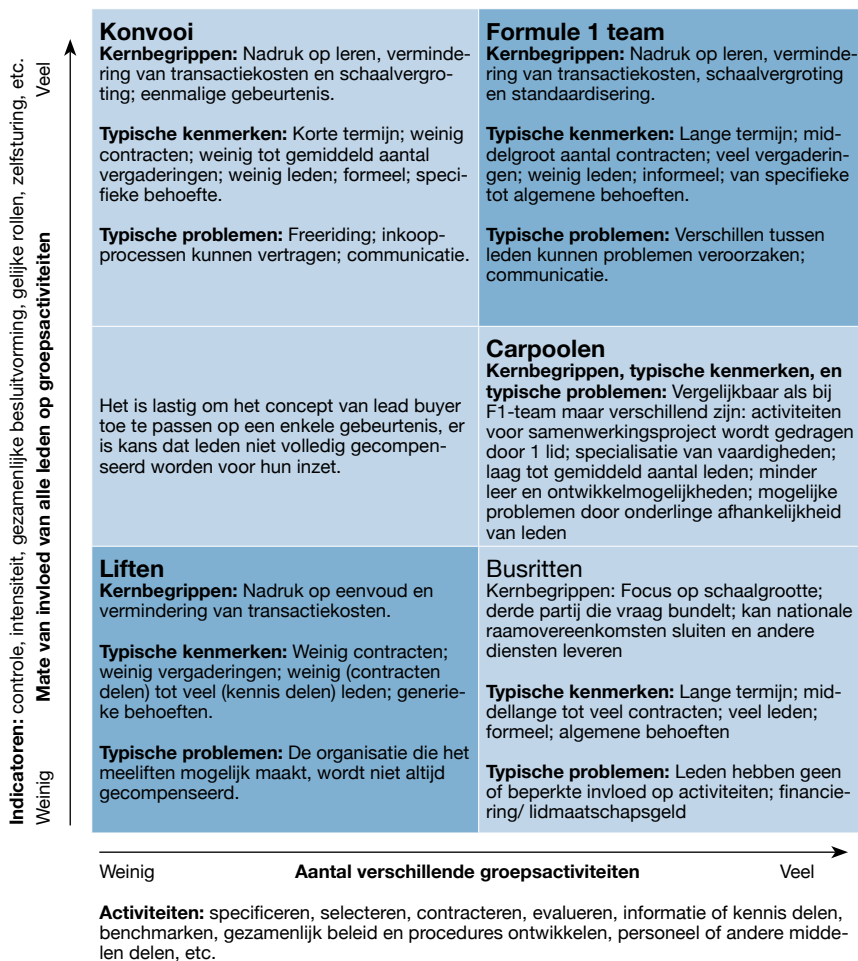 Konvooi
Kernbegrippen: Nadruk op leren, verminde-
ring van transactiekosten en schaalvergro-
ting; eenmalige gebeurtenis.
Typische kenmerken: Korte termijn; weinig
contracten; weinig tot gemiddeld aantal
vergaderingen; weinig leden; formeel; speci-
fieke behoefte.
Typische problemen: Freeriding; inkoop-
processen kunnen vertragen; communicatie.
Formule 1 team
Kernbegrippen: Nadruk op leren, verminde-
ring van transactiekosten, schaalvergroting
en standaardisering.
Typische kenmerken: Lange termijn; mid-
delgroot aantal contracten; veel vergaderin-
gen; weinig leden; informeel; van specifieke
tot algemene behoeften.
Typische problemen: Verschillen tussen
leden kunnen problemen veroorzaken;
communicatie.
Het is lastig om het concept van lead buyer
toe te passen op een enkele gebeurtenis, er
is kans dat leden niet volledig gecompen-
seerd worden voor hun inzet.
Carpoolen
Kernbegrippen, typische kenmerken, en
typische problemen: Vergelijkbaar als bij
F1-team maar verschillend zijn: activiteiten
voor samenwerkingsproject wordt gedragen
door 1 lid; specialisatie van vaardigheden;
laag tot gemiddeld aantal leden; minder
leer en ontwikkelmogelijkheden; mogelijke
problemen door onderlinge afhankelijkheid
van leden
Liften
Kernbegrippen: Nadruk op eenvoud en
vermindering van transactiekosten.
Typische kenmerken: Weinig contracten;
weinig vergaderingen; weinig (contracten
delen) tot veel (kennis delen) leden; generie-
ke behoeften.
Typische problemen: De organisatie die het
meeliften mogelijk maakt, wordt niet altijd
gecompenseerd.
Busritten
Kernbegrippen: Focus op schaalgrootte;
derde partij die vraag bundelt; kan nationale
raamovereenkomsten sluiten en andere
diensten leveren
Typische kenmerken: Lange termijn; mid-
dellange tot veel contracten; veel leden;
formeel; algemene behoeften
Typische problemen: Leden hebben geen
of beperkte invloed op activiteiten; financie-
ring/ lidmaatschapsgeld
Indicatoren: controle, intensiteit, gezamenlijke besluitvorming, gelijke rollen, zelfsturing, etc.
Weinig Mate van invloed van alle leden op groepsactiviteiten Veel
Weinig Aantal verschillende groepsactiviteiten Veel
Activiteiten: specificeren, selecteren, contracteren, evalueren, informatie of kennis delen,
benchmarken, gezamenlijk beleid en procedures ontwikkelen, personeel of andere midde-
len delen, etc.